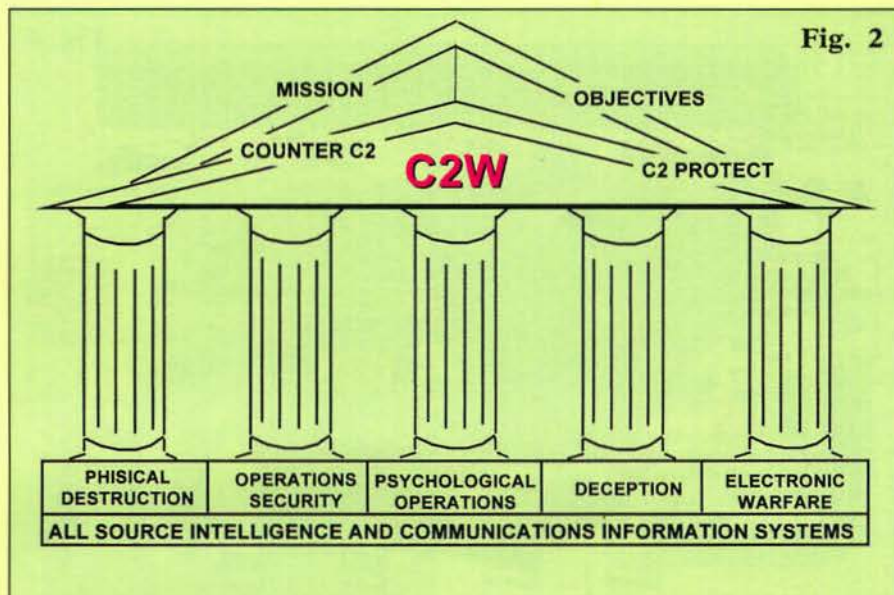 Fig. 2
MISSION
OBJECTIVES
COUNTER C2
C2W
C2 PROTECT
PHISICAL
DESTRUCTION
OPERATIONS
SECURITY
PSYCHOLOGICAL
OPERATIONS
DECEPTION
ELECTRONIC
WARFARE
ALL SOURCE INTELLIGENCE AND COMMUNICATIONS INFORMATION SYSTEMS